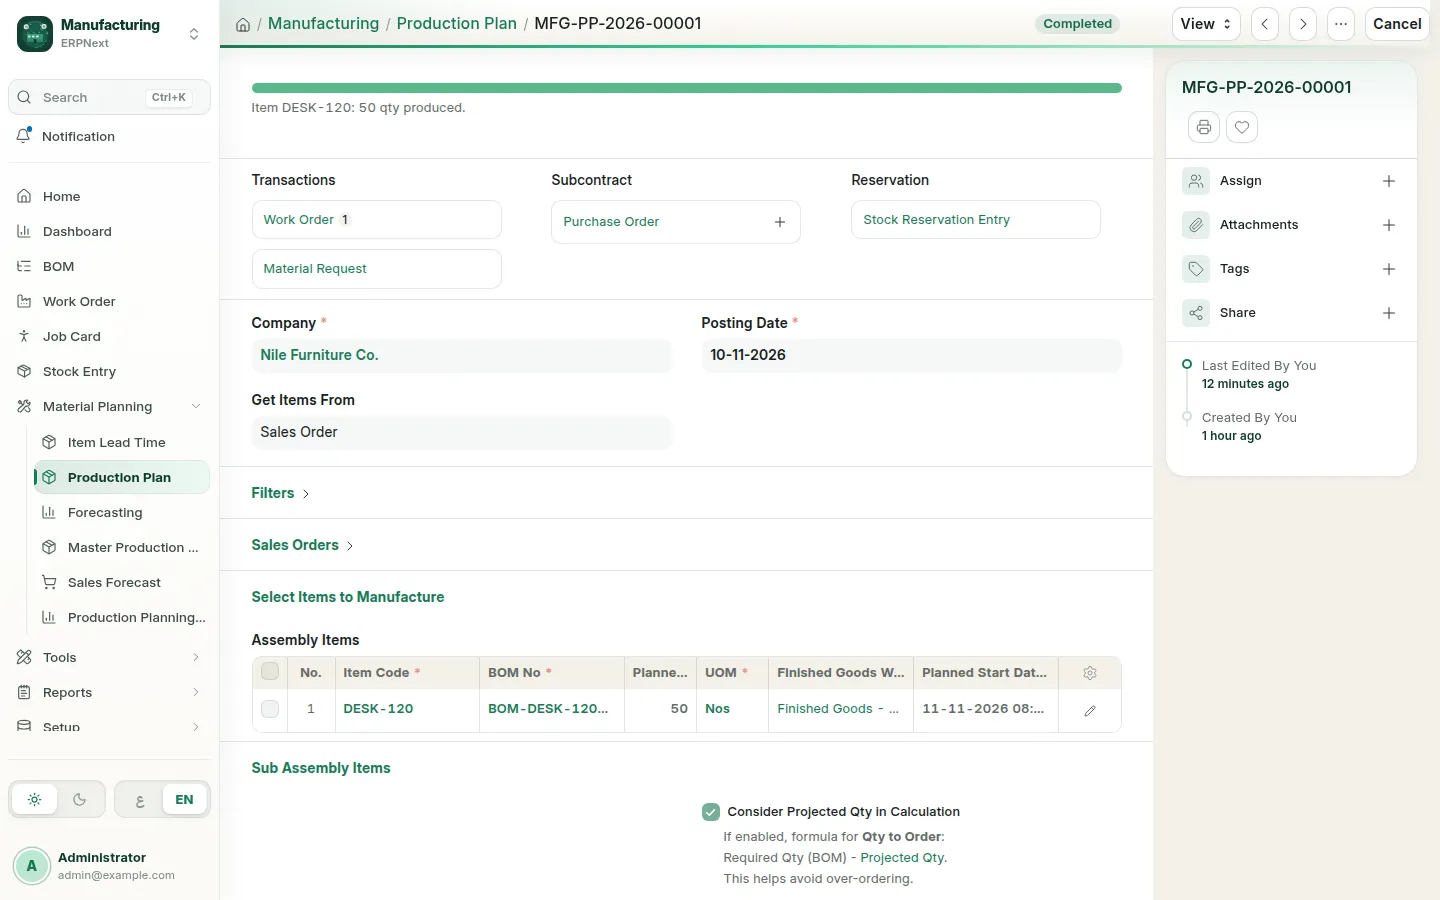 Manufacturing
ERPNext
Search Ctrl+K
Notification
Home
Dashboard
BOM
Work Order
Job Card
Stock Entry
Material Planning
Item Lead Time
Production Plan
Forecasting
Master Production ...
Sales Forecast
Production Planning...
Tools
Reports
Setup
ع EN
A
Administrator
admin@example.com
/ Manufacturing / Production Plan / MFG-PP-2026-00001
Completed
View
Cancel
Item DESK-120: 50 qty produced.
Transactions Subcontract Reservation
Work Order 1 Purchase Order Stock Reservation Entry
Material Request
Company * Posting Date *
Nile Furniture Co. 10-11-2026
Get Items From
Sales Order
Filters
Sales Orders
Select Items to Manufacture
Assembly Items
No. Item Code * BOM No * Planne... UOM * Finished Goods W... Planned Start Dat...
1 DESK-120 BOM-DESK-120... 50 Nos Finished Goods - ... 11-11-2026 08:...
Sub Assembly Items
Consider Projected Qty in Calculation
If enabled, formula for Qty to Order:
Required Qty (BOM) - Projected Qty.
This helps avoid over-ordering.
MFG-PP-2026-00001
Assign
Attachments
Tags
Share
Last Edited By You
12 minutes ago
Created By You
1 hour ago